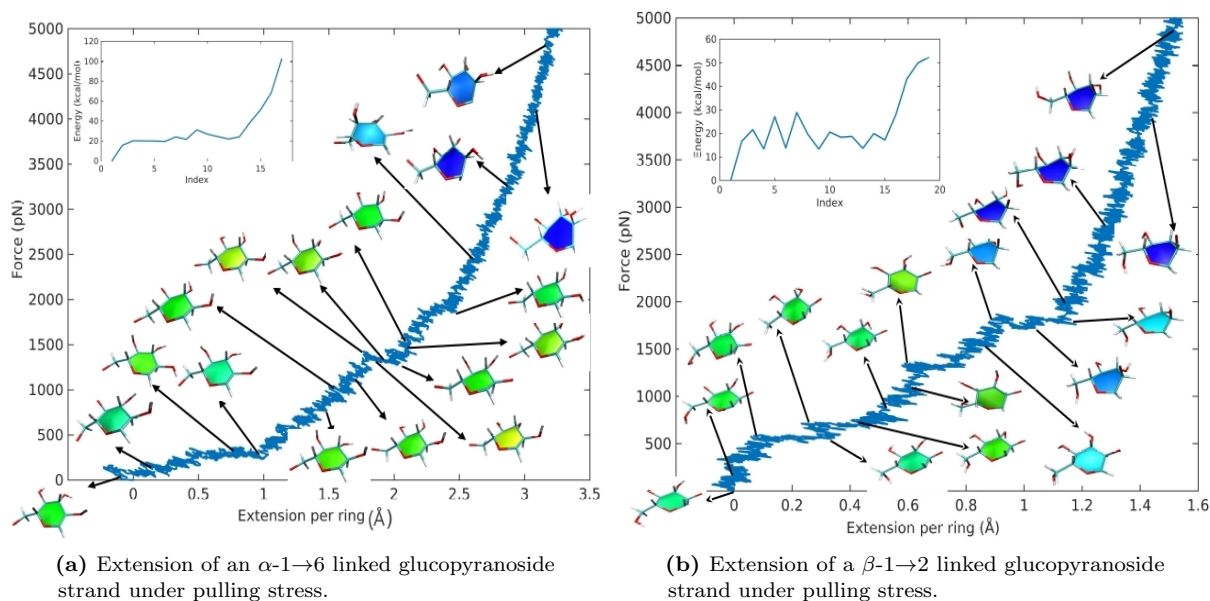 5000
4500
4000
3500
3000
2500
2000
1500
1000
500
0
Force (pN)
0 0.5 1 1.5 2 2.5 3 3.5
Extension per ring (Å)
120
100
80
60
40
20
0
Energy (kcal/mol)
0 5 10 15
Index
(a) Extension of an α-1→6 linked glucopyranoside
strand under pulling stress.
5000
4500
4000
3500
3000
2500
2000
1500
1000
500
0
Force (pN)
0 0.2 0.4 0.6 0.8 1 1.2 1.4 1.6
Extension per ring (Å)
60
50
40
30
20
10
0
Energy (kcal/mol)
0 5 10 15 20
Index
(b) Extension of a β-1→2 linked glucopyranoside
strand under pulling stress.